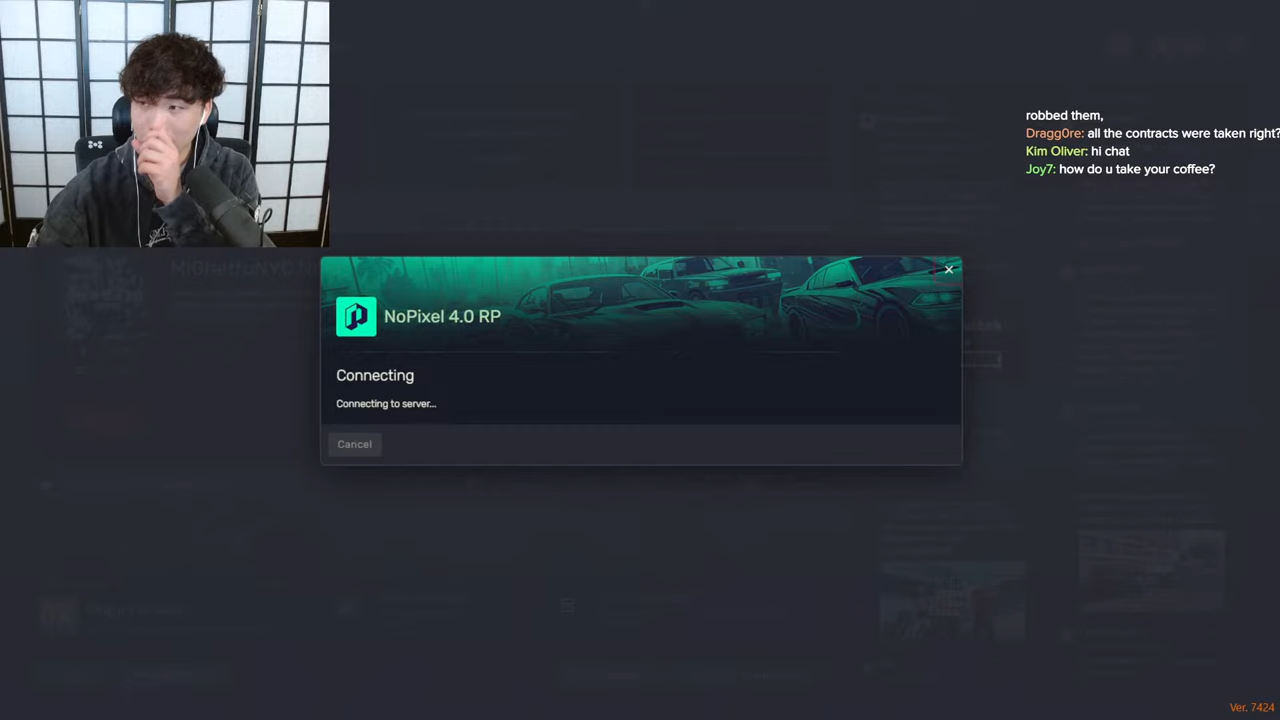 robbed them,
Dragg0re: all the contracts were taken right?
Kim Oliver: hi chat
Joy7: how do u take your coffee?
NoPixel 4.0 RP
Connecting
Connecting to server...
Cancel
Ver. 7424